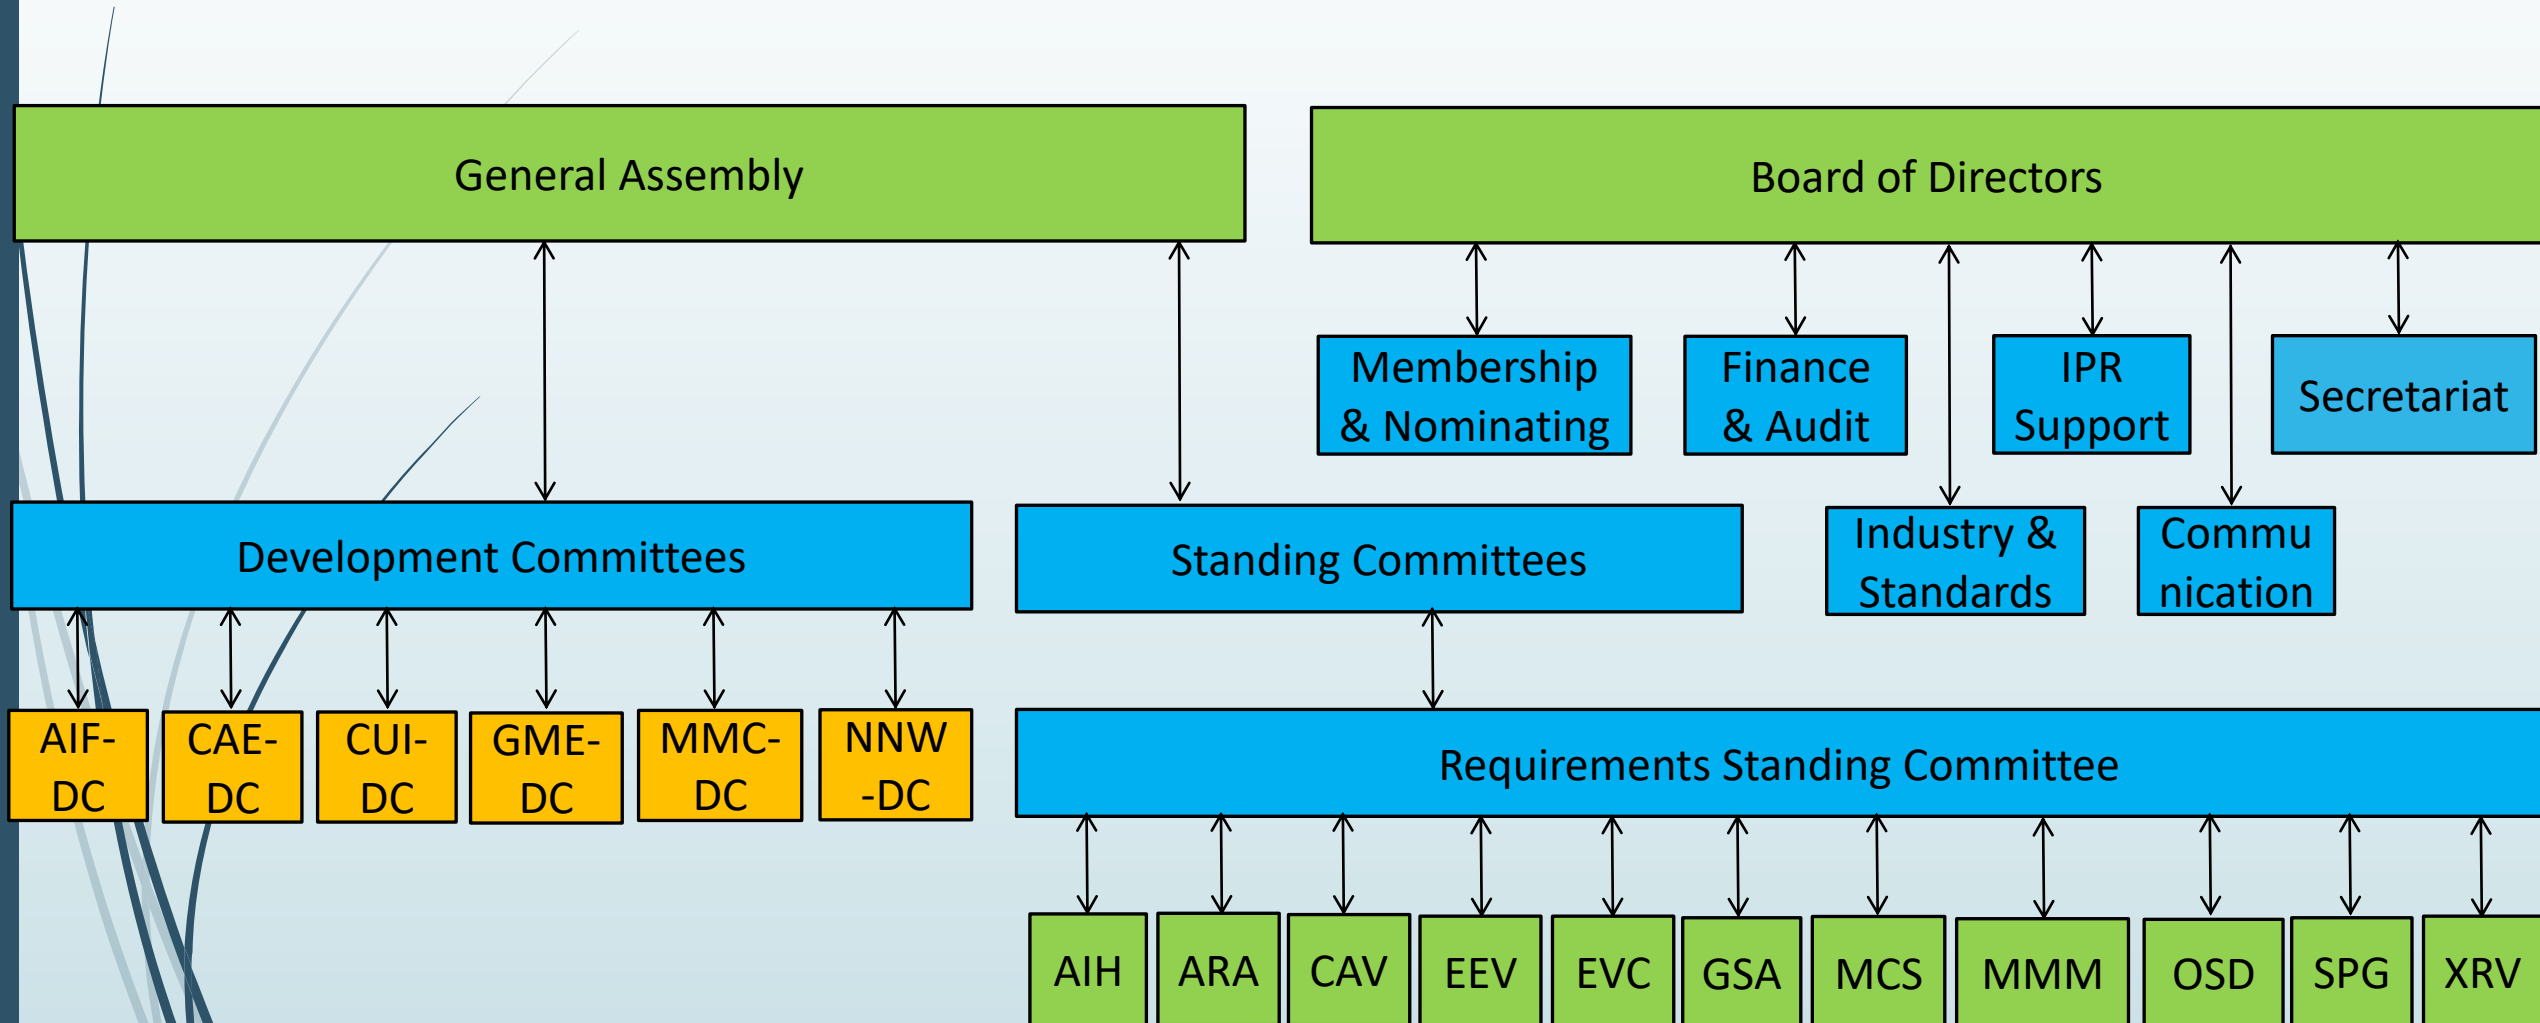 General Assembly
Board of Directors
Membership
& Nominating
Finance
& Audit
IPR
Support
Secretariat
Development Committees
Standing Committees
Industry &
Standards
Commu
nication
AIF-
DC
CAE-
DC
CUI-
DC
GME-
DC
MMC-
DC
NNW
-DC
Requirements Standing Committee
AIH
ARA
CAV
EEV
EVC
GSA
MCS
MMM
OSD
SPG
XRV